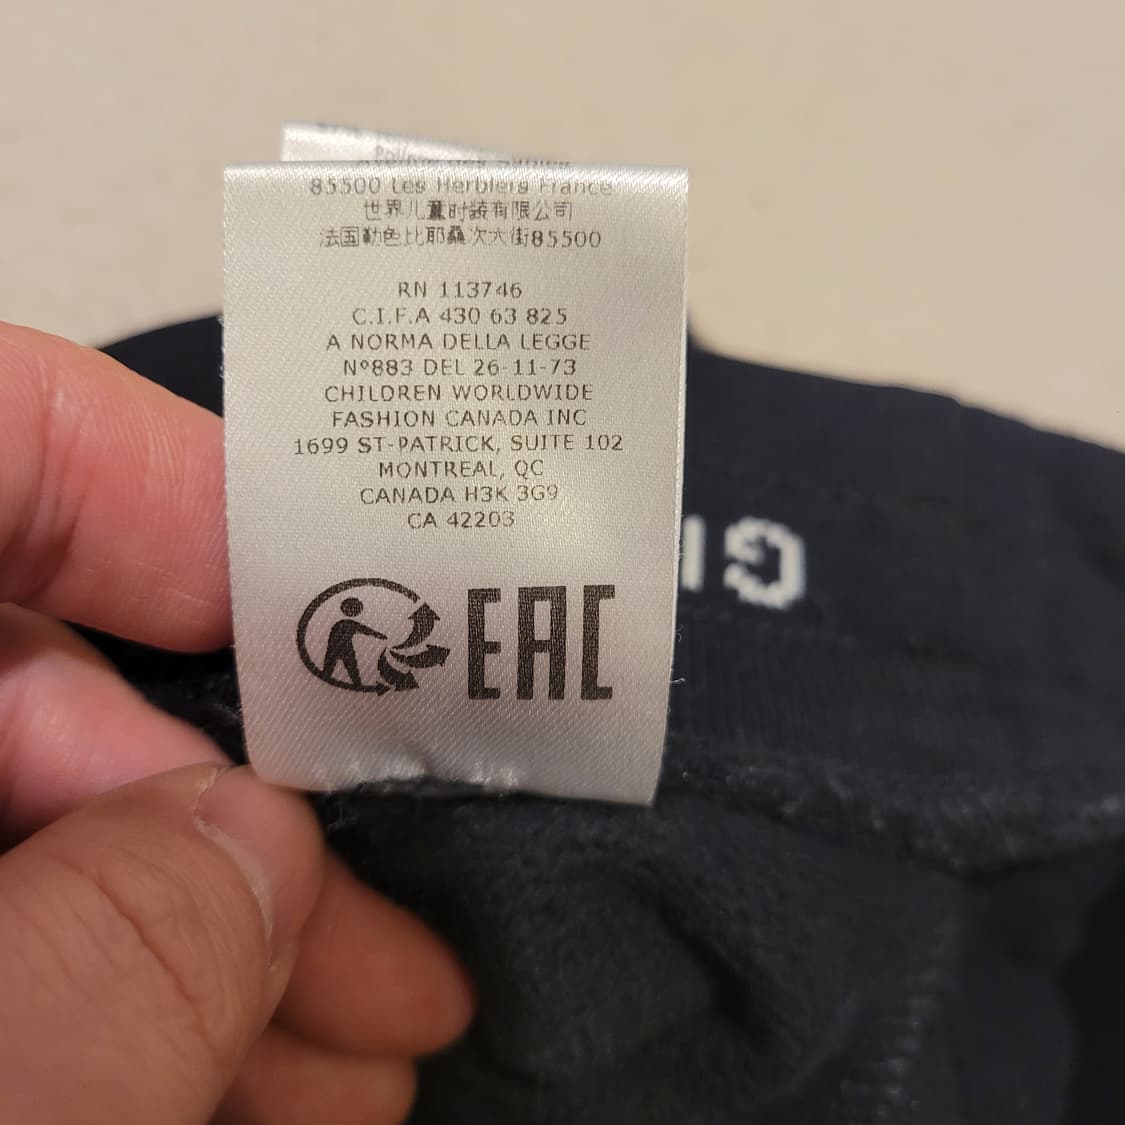 85500 Les Herbiers France
世界儿童时装有限公司
法国勒色比耶桑次大街85500
RN 113746
C.I.F.A 430 63 825
A NORMA DELLA LEGGE
Nº883 DEL 26-11-73
CHILDREN WORLDWIDE
FASHION CANADA INC
1699 ST-PATRICK, SUITE 102
MONTREAL, QC
CANADA H3K 3G9
CA 42203
EAC